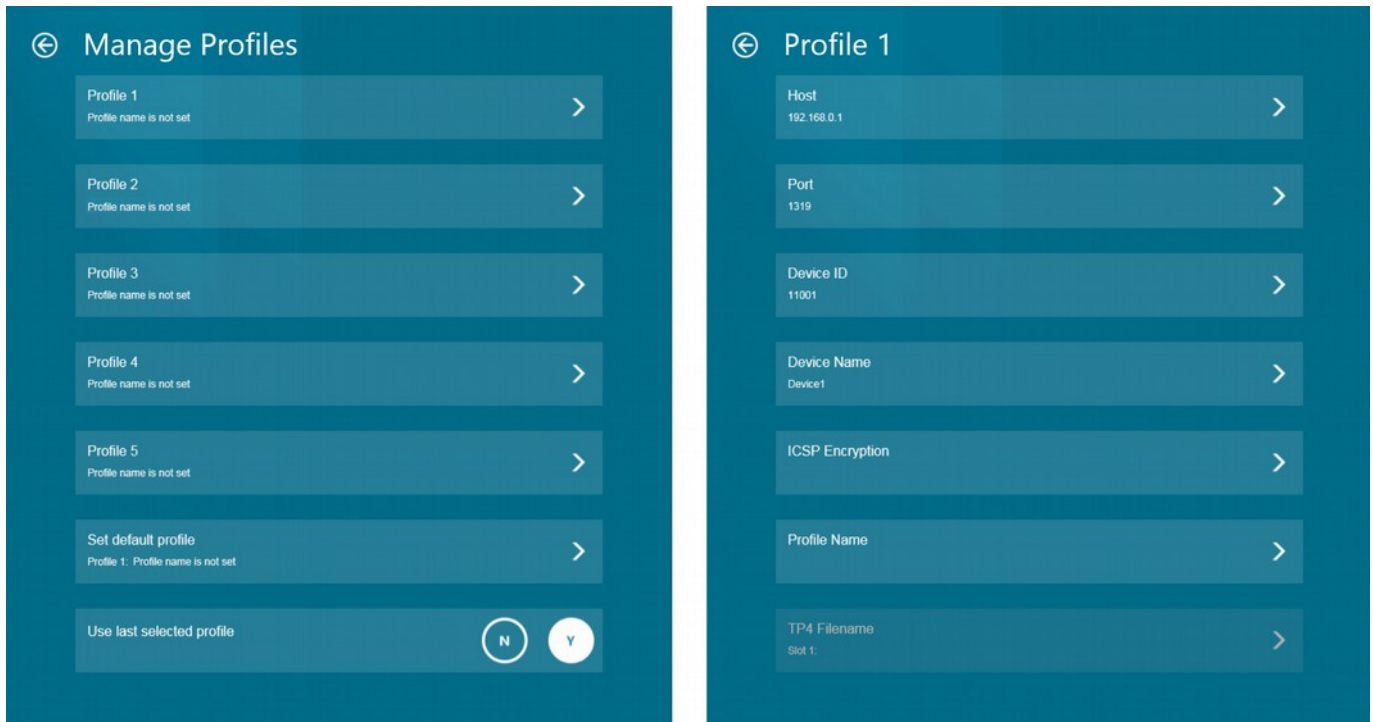 Manage Profiles
Profile 1
Profile name is not set
Profile 2
Profile name is not set
Profile 3
Profile name is not set
Profile 4
Profile name is not set
Profile 5
Profile name is not set
Set default profile
Profile 1: Profile name is not set
Use last selected profile
N Y
Profile 1
Host
192.168.0.1
Port
1319
Device ID
11001
Device Name
Device1
ICSP Encryption
Profile Name
TP4 Filename
Slot 1: